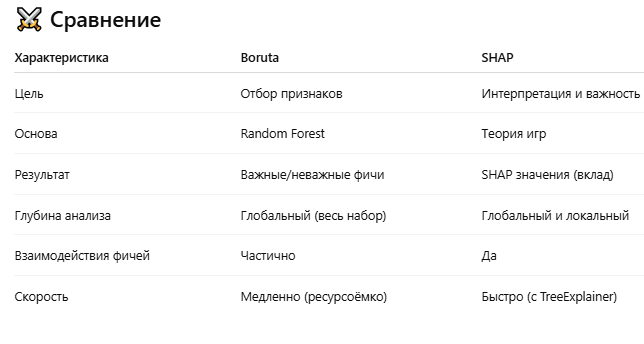 ⚔️ Сравнение
Характеристика Boruta SHAP
Цель Отбор признаков Интерпретация и важность
Основа Random Forest Теория игр
Результат Важные/неважные фичи SHAP значения (вклад)
Глубина анализа Глобальный (весь набор) Глобальный и локальный
Взаимодействия фичей Частично Да
Скорость Медленно (ресурсоёмко) Быстро (с TreeExplainer)